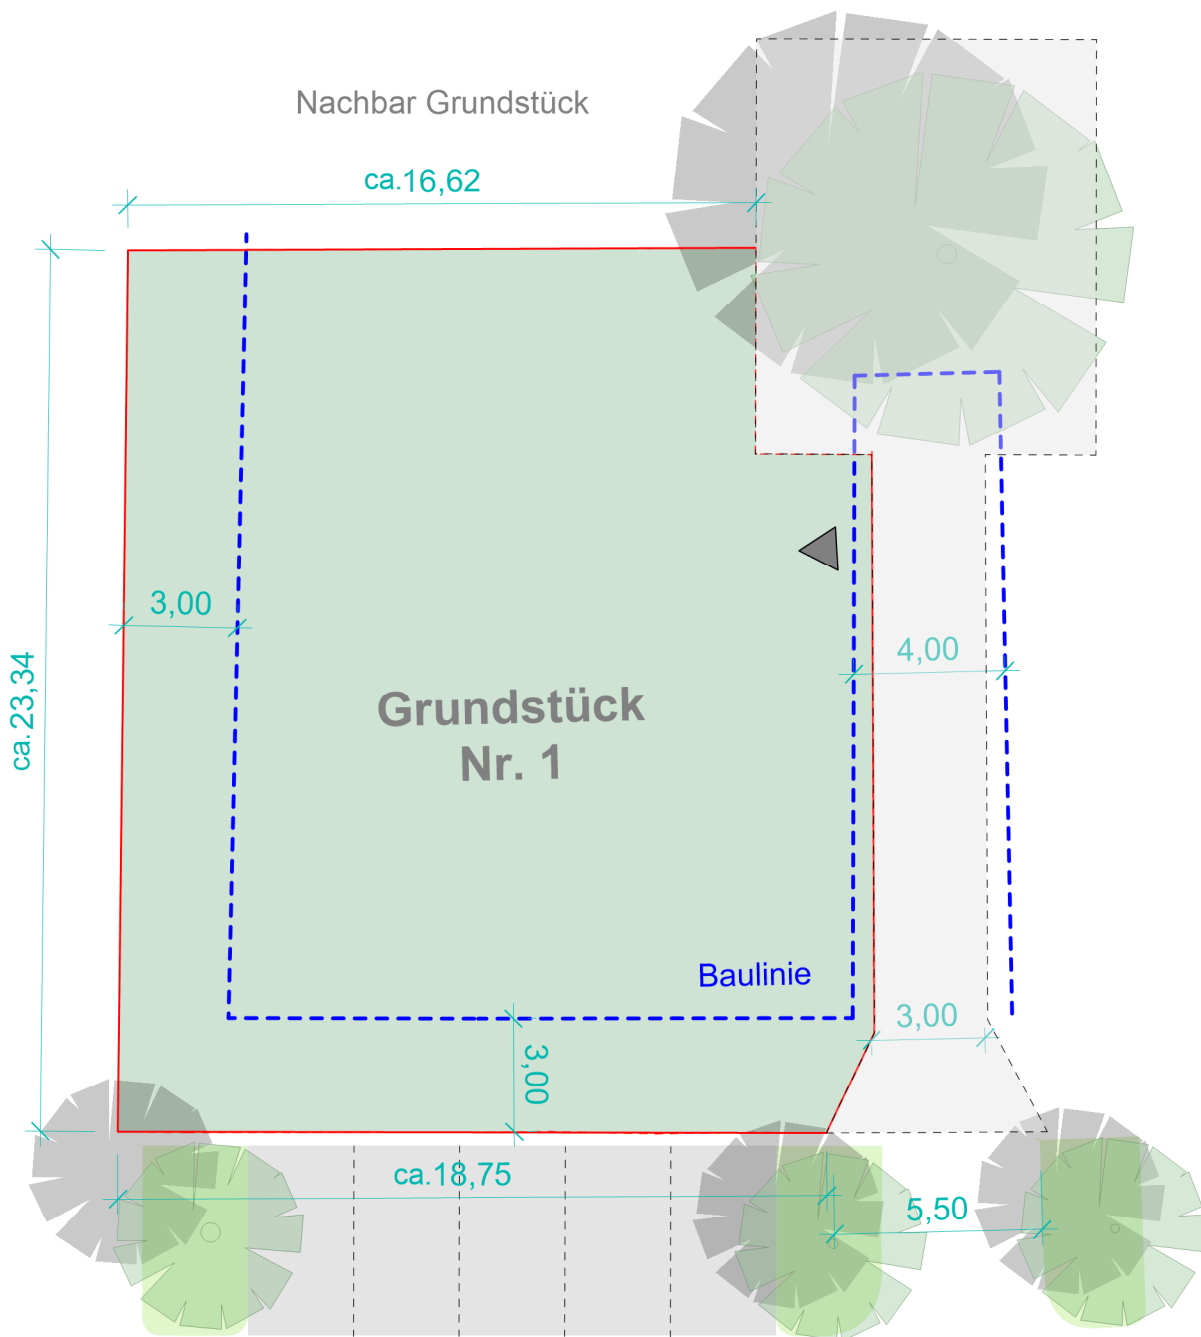 Nachbar Grundstück
ca.16,62
3,00
4,00
ca.23,34
Grundstück
Nr. 1
Baulinie
3,00
3,00
ca.18,75
5,50